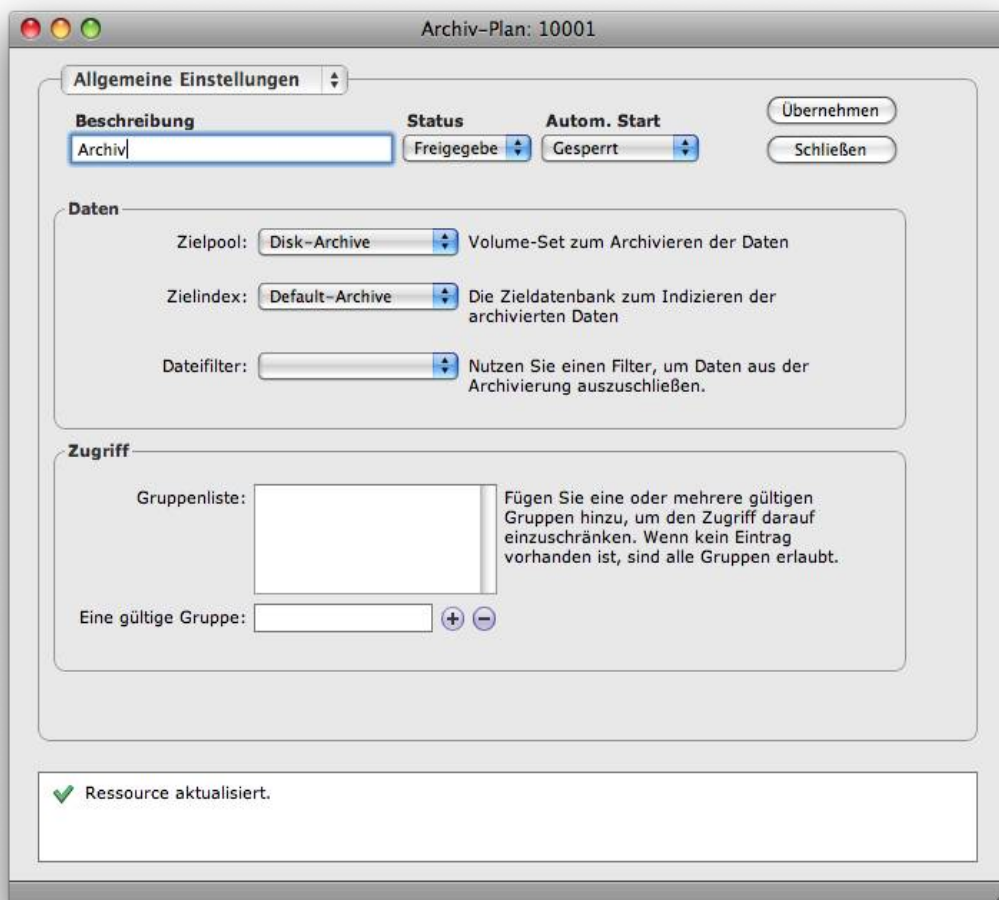 Archiv-Plan: 10001
Allgemeine Einstellungen
Beschreibung
Status
Autom. Start
Übernehmen
Archiv
Freigegebe
Gesperrt
Schließen
Daten
Zielpool:
Disk-Archive
Volume-Set zum Archivieren der Daten
Zielindex:
Default-Archive
Die Zieldatenbank zum Indizieren der
archivierten Daten
Dateifilter:
Nutzen Sie einen Filter, um Daten aus der
Archivierung auszuschließen.
Zugriff
Gruppenliste:
Fügen Sie eine oder mehrere gültigen
Gruppen hinzu, um den Zugriff darauf
einzuschränken. Wenn kein Eintrag
vorhanden ist, sind alle Gruppen erlaubt.
Eine gültige Gruppe:
Ressource aktualisiert.